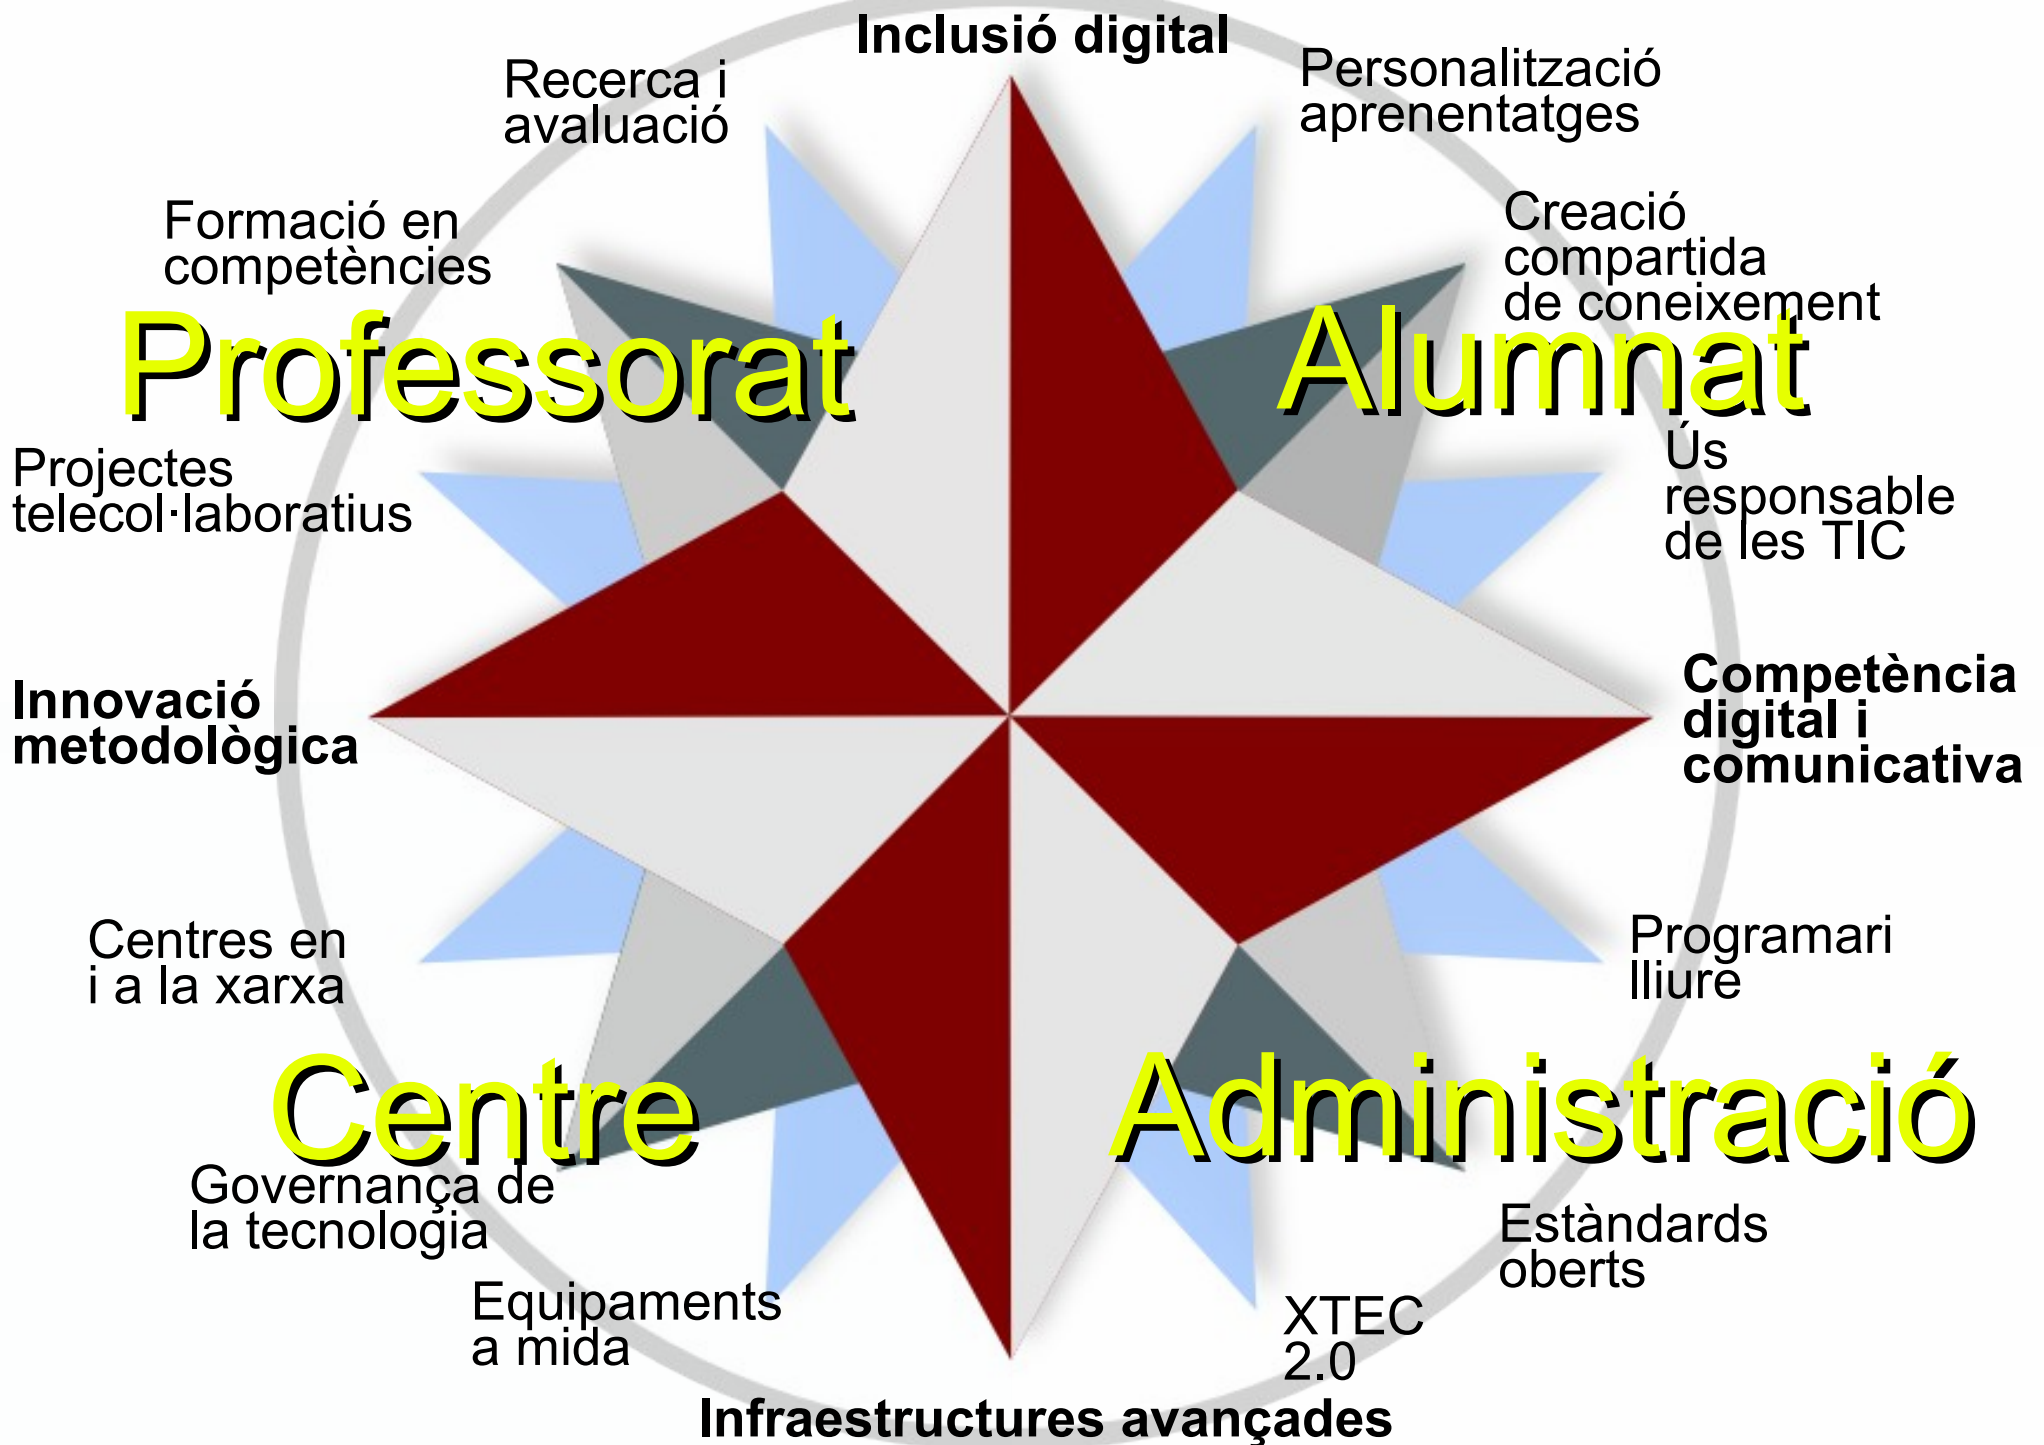 Inclusió digital
Recerca i
avaluació
Personalització
aprenentatges
Formació en
competències
Creació
compartida
de coneixement
Professorat
Alumnat
Projectes
telecol·laboratius
Ús
responsable
de les TIC
Innovació
metodològica
Competència
digital i
comunicativa
Centres en
i a la xarxa
Programari
lliure
Centre
Administració
Governança de
la tecnologia
Estàndards
oberts
Equipaments
a mida
XTEC
2.0
Infraestructures avançades